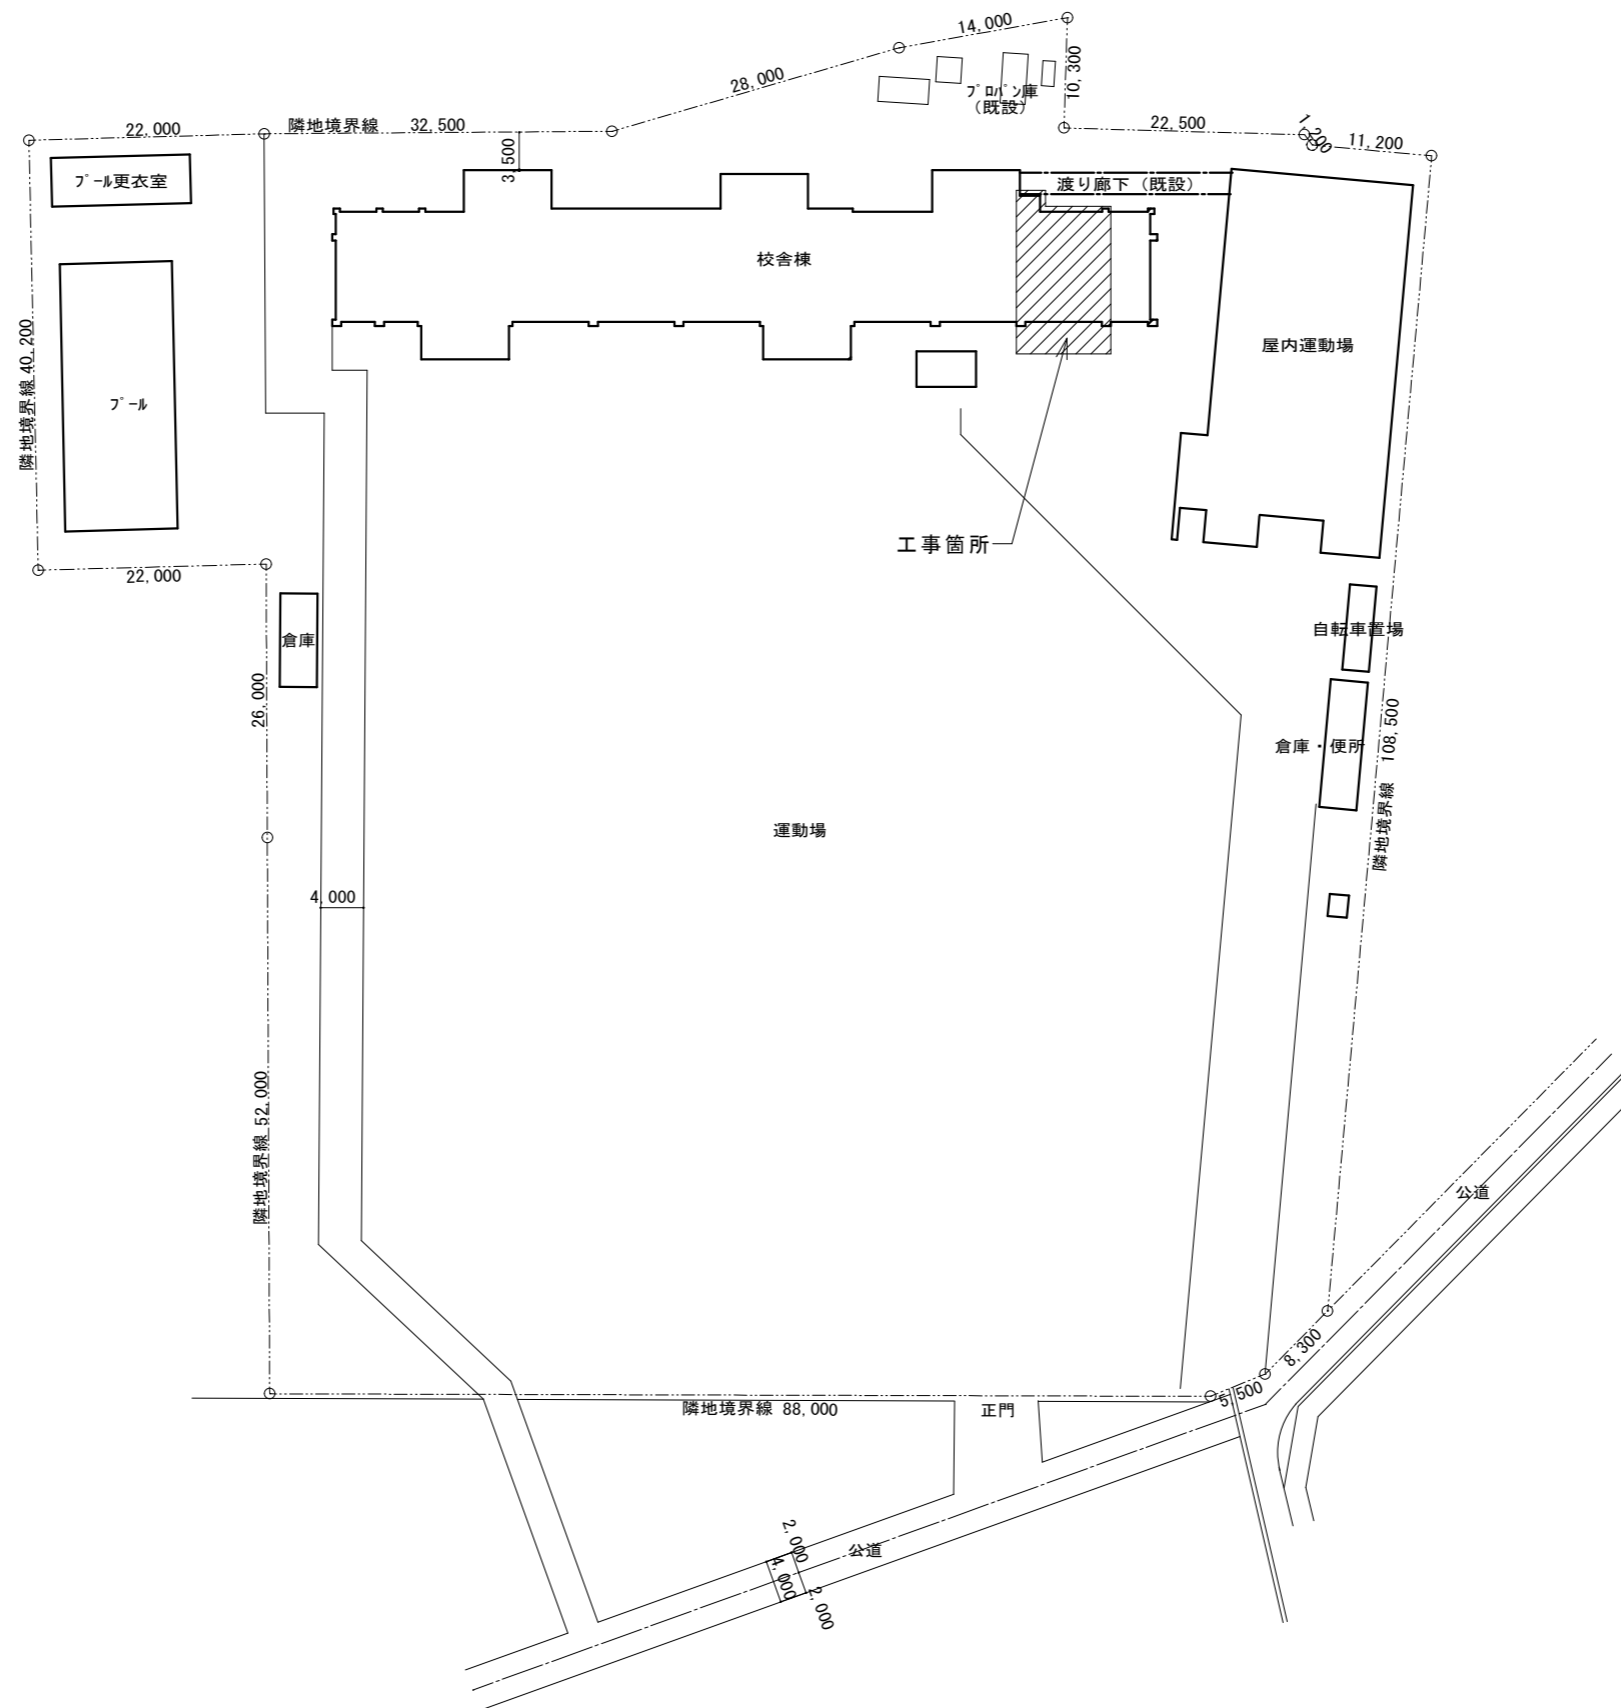 14,000
28,000
10,300
プロパン庫
(既設)
22,000
隣地境界線
32,500
3,500
22,500
1,200
11,200
プール更衣室
渡り廊下(既設)
校舎棟
屋内運動場
隣地境界線 40,200
プール
工事箇所
22,000
倉庫
26,000
自転車置場
倉庫・便所
隣地境界線 108,500
運動場
4,000
隣地境界線 52,000
公道
8,300
5,500
隣地境界線 88,000
正門
2,000
4,000
2,000
公道